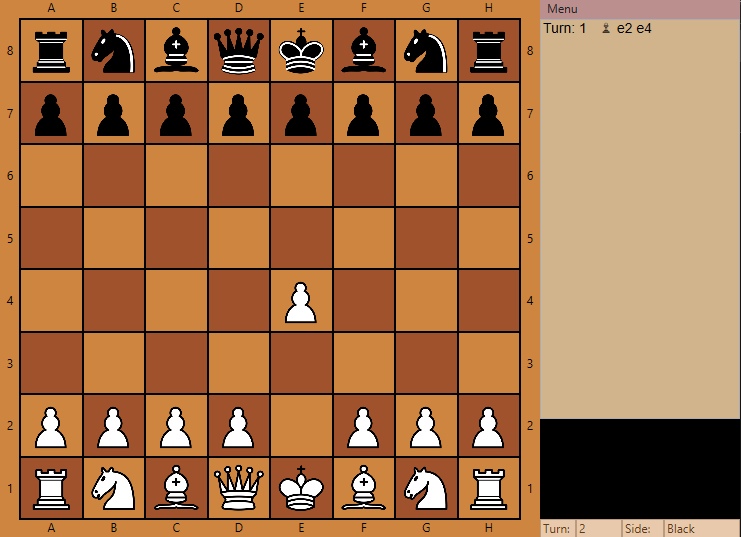 A B C D E F G H
Menu
Turn: 1 e2 e4
8 8
7 7
6 6
5 5
4 4
3 3
2 2
1 1
A B C D E F G H
Turn: 2 Side: Black